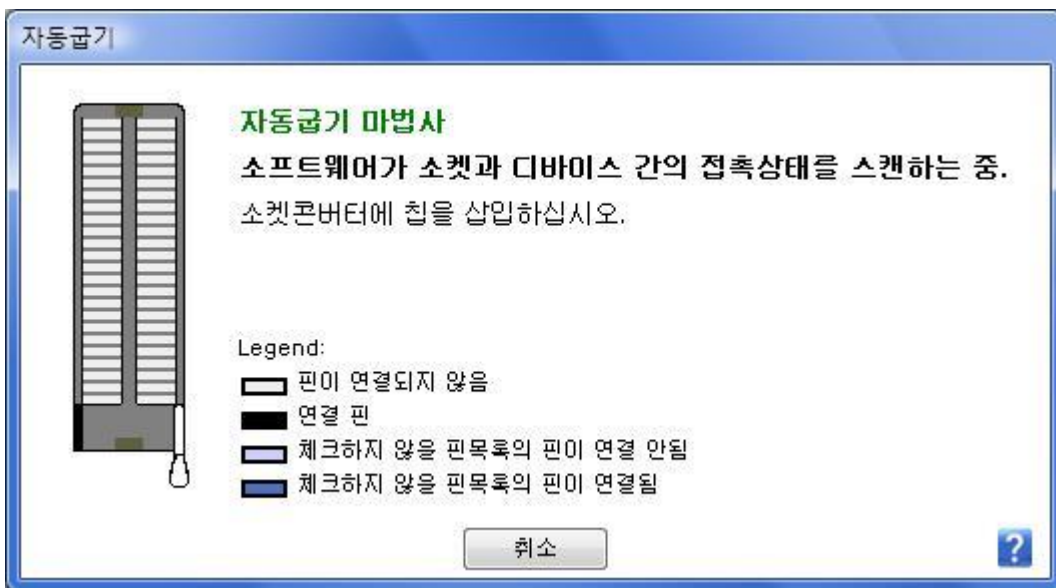 자동굽기
자동굽기 마법사
소프트웨어가 소켓과 디바이스 간의 접촉상태를 스캔하는 중.
소켓콘버터에 칩을 삽입하십시오.
Legend:
핀이 연결되지 않음
연결 핀
체크하지 않을 핀목록의 핀이 연결 안됨
체크하지 않을 핀목록의 핀이 연결됨
취소
?